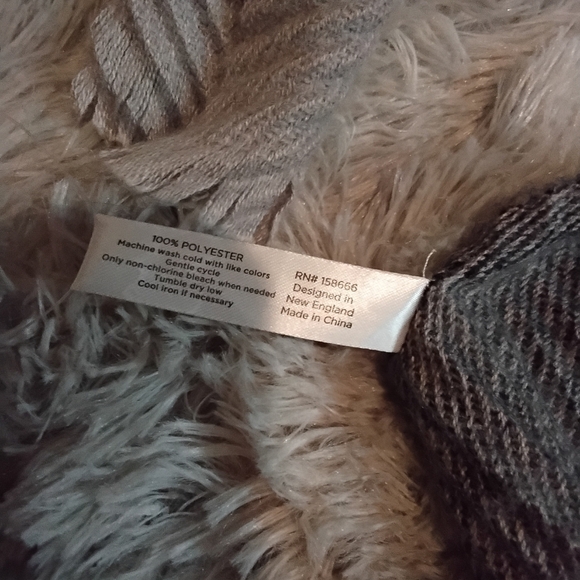 100% POLYESTER
Machine wash cold with like colors
Gentle cycle
Only non-chlorine bleach when needed
Tumble dry low
Cool iron if necessary
RN# 158666
Designed in
New England
Made in China